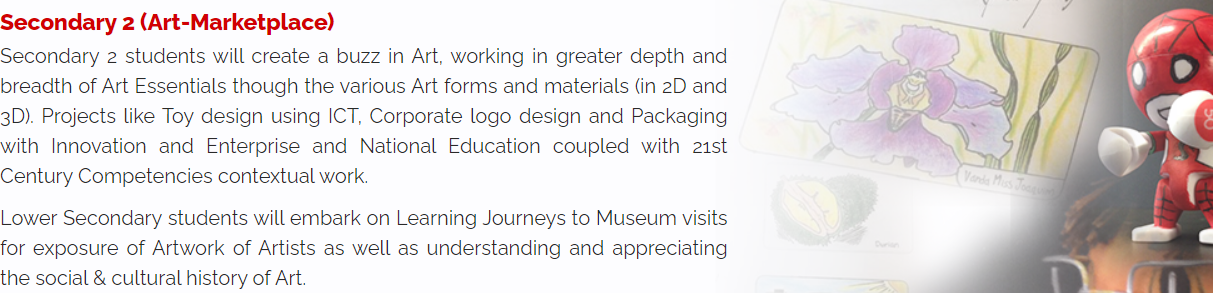 Secondary 2 (Art-Marketplace)
Secondary 2 students will create a buzz in Art, working in greater depth and
breadth of Art Essentials though the various Art forms and materials (in 2D and
3D). Projects like Toy design using ICT, Corporate logo design and Packaging
with Innovation and Enterprise and National Education coupled with 21st
Century Competencies contextual work.
Lower Secondary students will embark on Learning Journeys to Museum visits
for exposure of Artwork of Artists as well as understanding and appreciating
the social & cultural history of Art.
Vanda Miss Joaquim
Durian